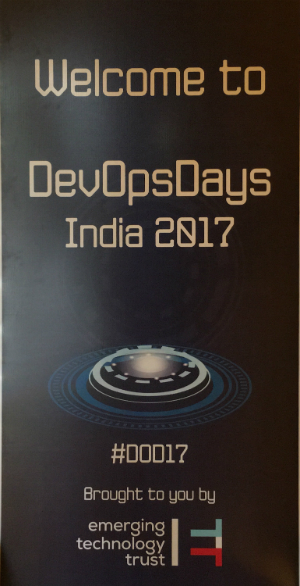 Welcome to
DevOpsDays
India 2017
#DOD17
Brought to you by
emerging
technology
trust